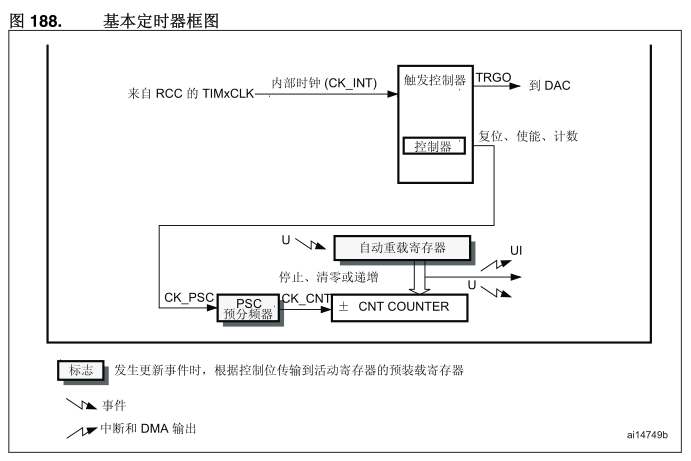 图 188. 基本定时器框图
来自 RCC 的 TIMxCLK
内部时钟 (CK_INT)
触发控制器
TRGO
到 DAC
控制器
复位、使能、计数
U
自动重载寄存器
UI
停止、清零或递增
U
CK_PSC
PSC
预分频器
CK_CNT
± CNT COUNTER
标志 发生更新事件时，根据控制位传输到活动寄存器的预装载寄存器
事件
中断和 DMA 输出
ai14749b